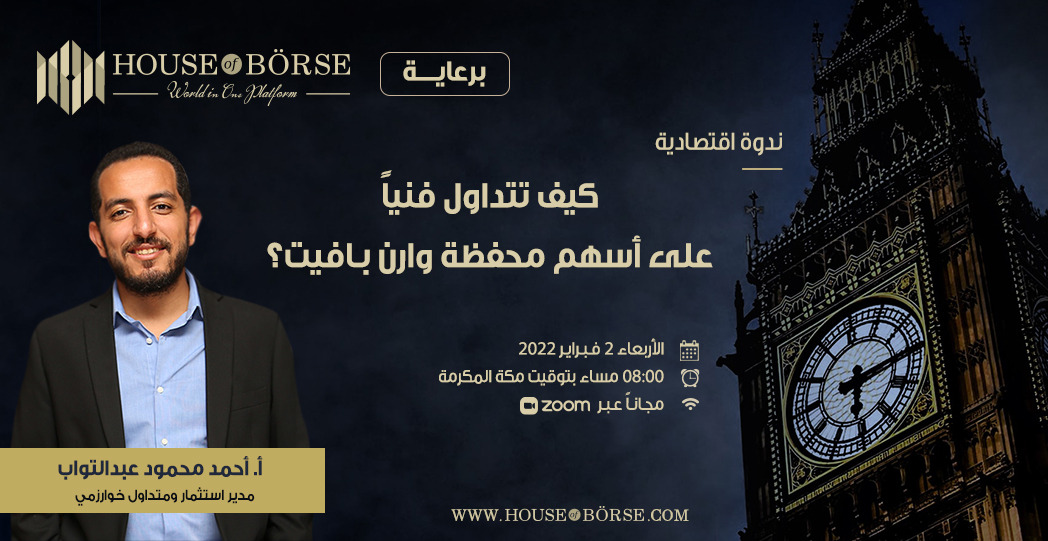 HOUSE of BÖRSE
World in One Platform
برعاية
ندوة اقتصادية
كيف تتداول فنياً
على أسهم محفظة وارن بافيت؟
الأربعاء 2 فبراير 2022
08:00 مساء بتوقيت مكة المكرمة
مجاناً عبر zoom
أ. أحمد محمود عبدالتواب
مدير استثمار ومتداول خوارزمي
WWW.HOUSE of BÖRSE.COM